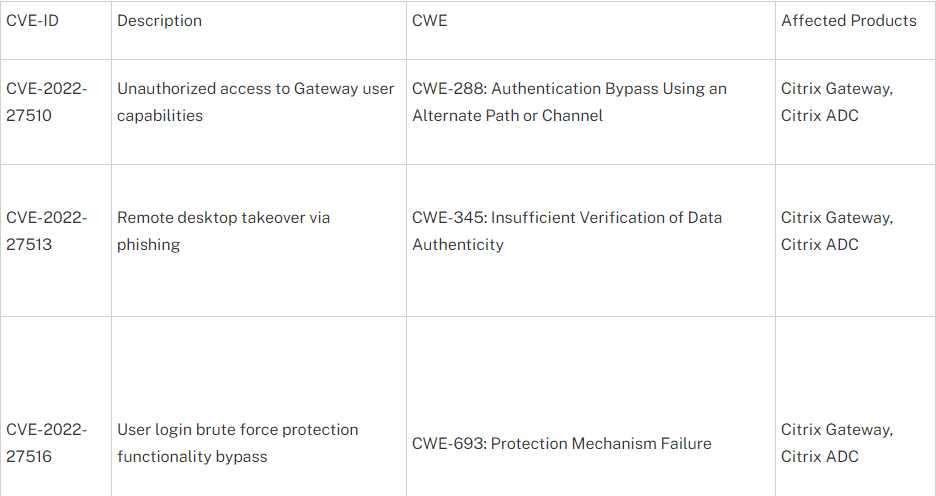 CVE-ID Description CWE Affected Products
CVE-2022- Unauthorized access to Gateway user CWE-288: Authentication Bypass Using an Citrix Gateway,
27510 capabilities Alternate Path or Channel Citrix ADC
CVE-2022- Remote desktop takeover via CWE-345: Insufficient Verification of Data Citrix Gateway,
27513 phishing Authenticity Citrix ADC
CVE-2022- User login brute force protection Citrix Gateway,
CWE-693: Protection Mechanism Failure
27516 functionality bypass Citrix ADC